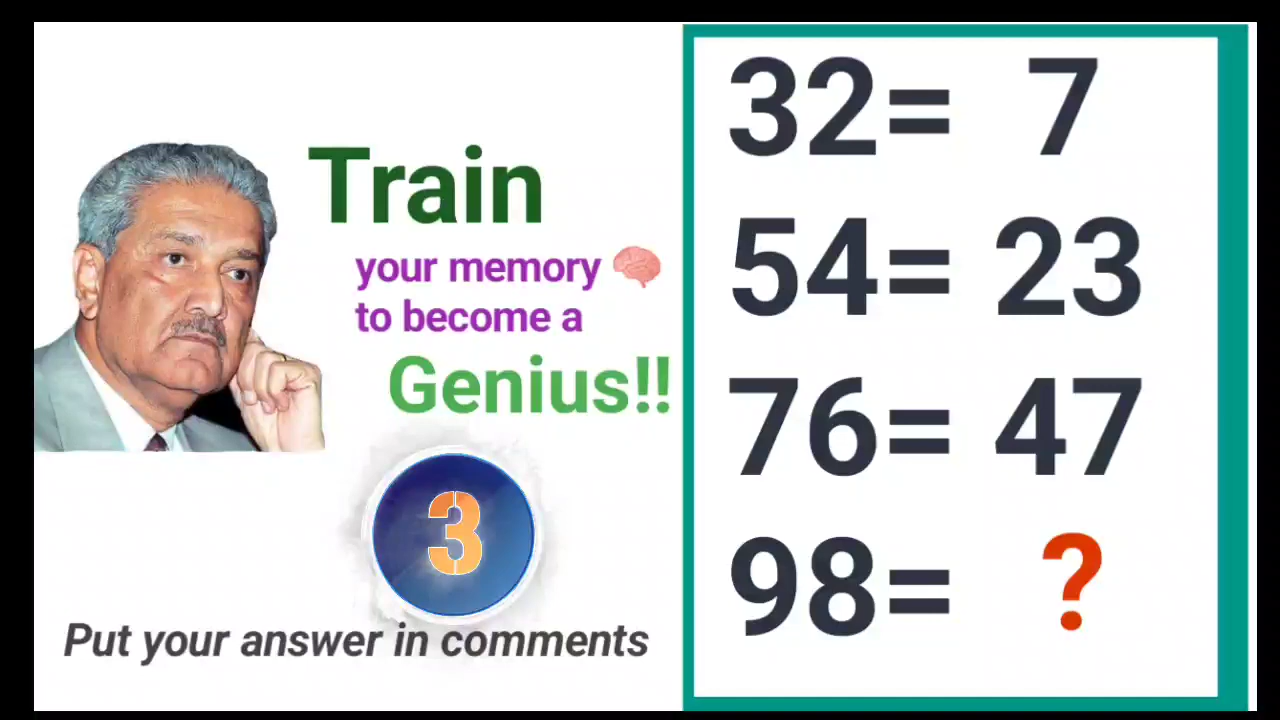 Train
your memory 🧠
to become a
Genius!!
3
Put your answer in comments
32= 7
54= 23
76= 47
98= ?